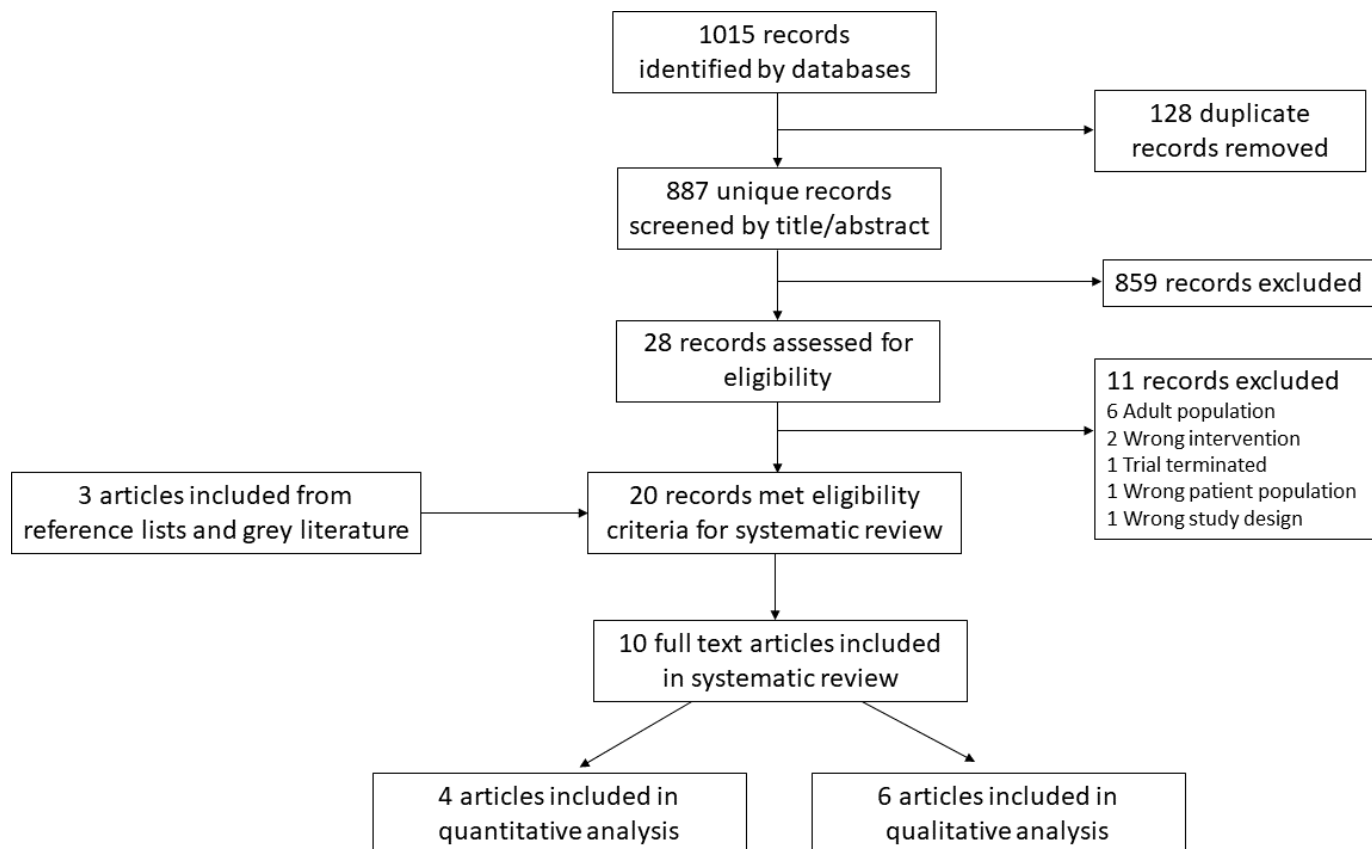 1015 records
identified by databases
128 duplicate
records removed
887 unique records
screened by title/abstract
859 records excluded
28 records assessed for
eligibility
11 records excluded
6 Adult population
2 Wrong intervention
1 Trial terminated
1 Wrong patient population
1 Wrong study design
3 articles included from
reference lists and grey literature
20 records met eligibility
criteria for systematic review
10 full text articles included
in systematic review
4 articles included in
quantitative analysis
6 articles included in
qualitative analysis